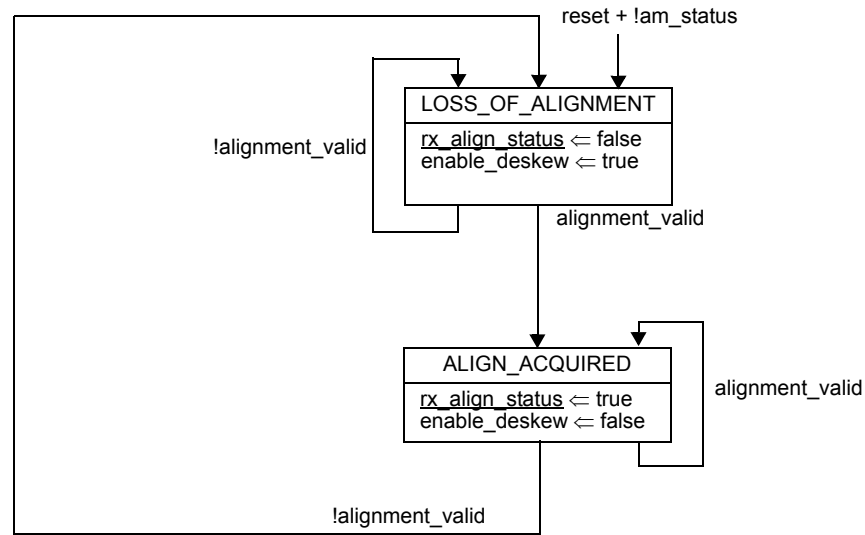 reset + !am_status
LOSS_OF_ALIGNMENT
rx_align_status ⇐ false
enable_deskew ⇐ true
!alignment_valid
alignment_valid
ALIGN_ACQUIRED
rx_align_status ⇐ true
enable_deskew ⇐ false
alignment_valid
!alignment_valid